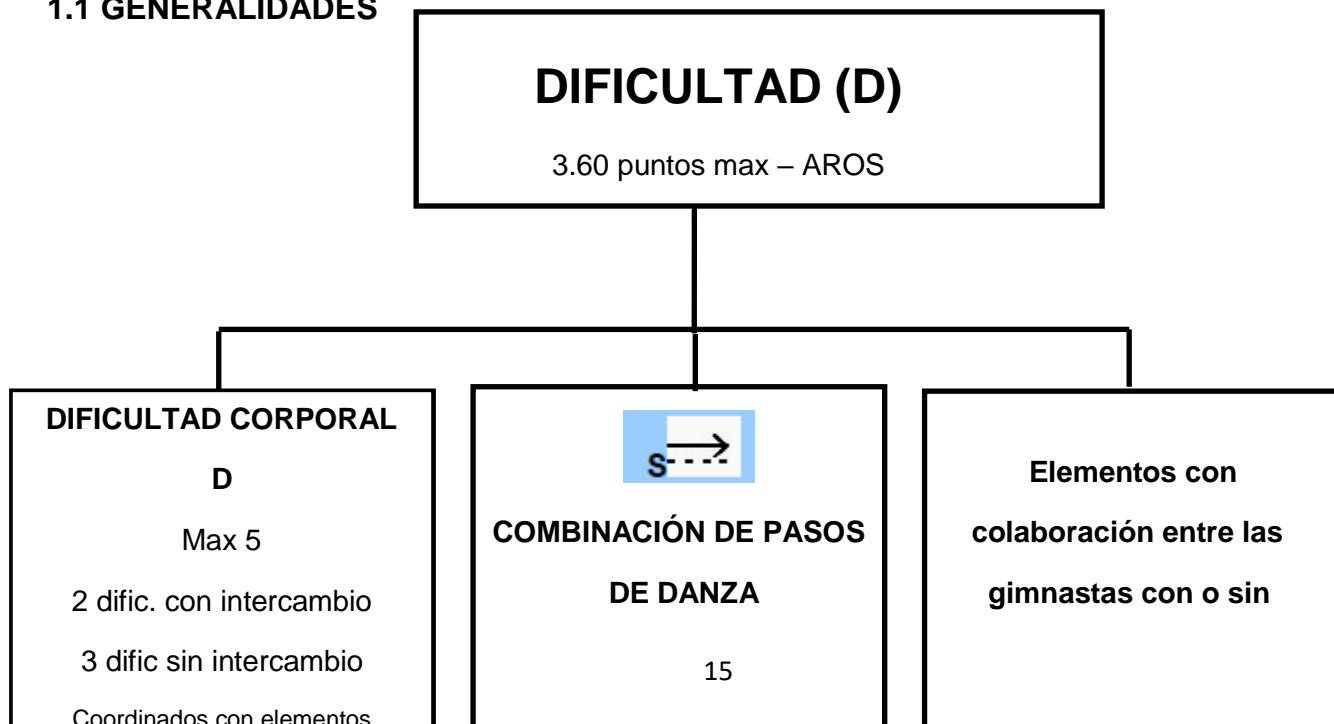 1.1 GENERALIDADES
DIFICULTAD (D)
3.60 puntos max – AROS
DIFICULTAD CORPORAL
D
Max 5
2 dific. con intercambio
3 dific sin intercambio
Coordinados con elementos
S
COMBINACIÓN DE PASOS
DE DANZA
15
Elementos con
colaboración entre las
gimnastas con o sin